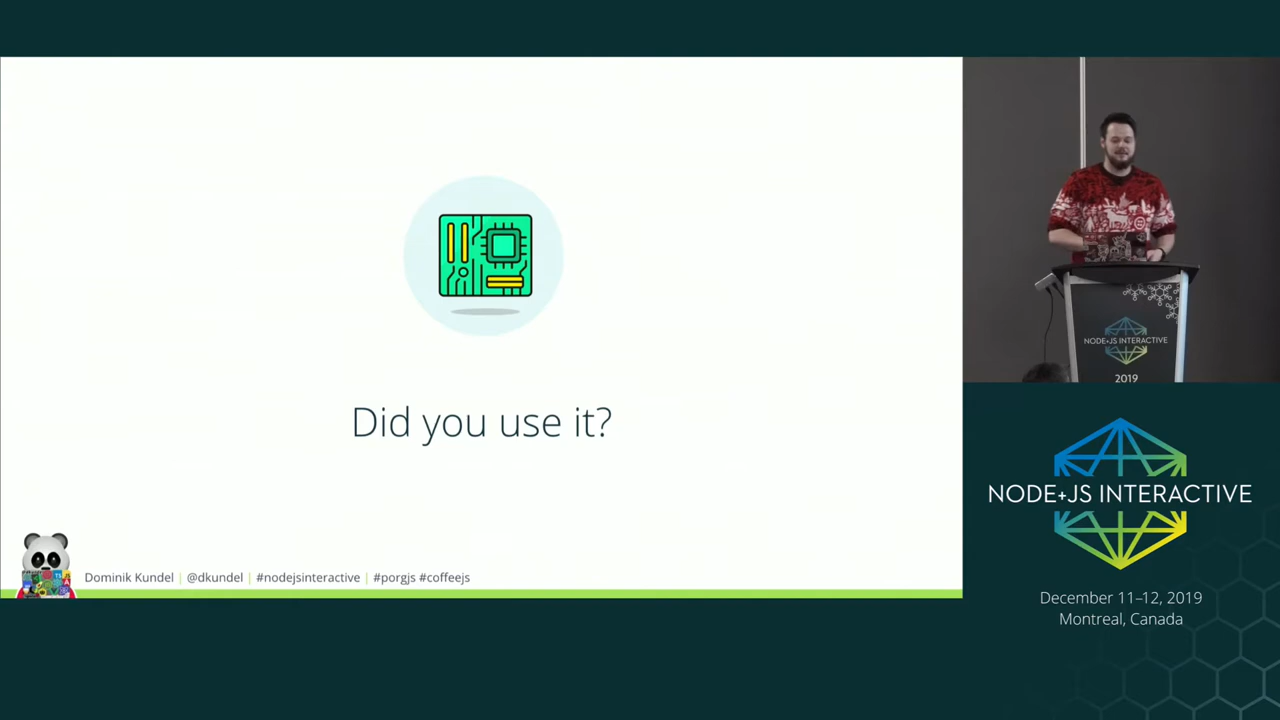 Did you use it?
Dominik Kundel | @dkundel | #nodejsinteractive | #porgjs #coffeejs
NODE+JS INTERACTIVE
2019
NODE+JS INTERACTIVE
December 11–12, 2019
Montreal, Canada